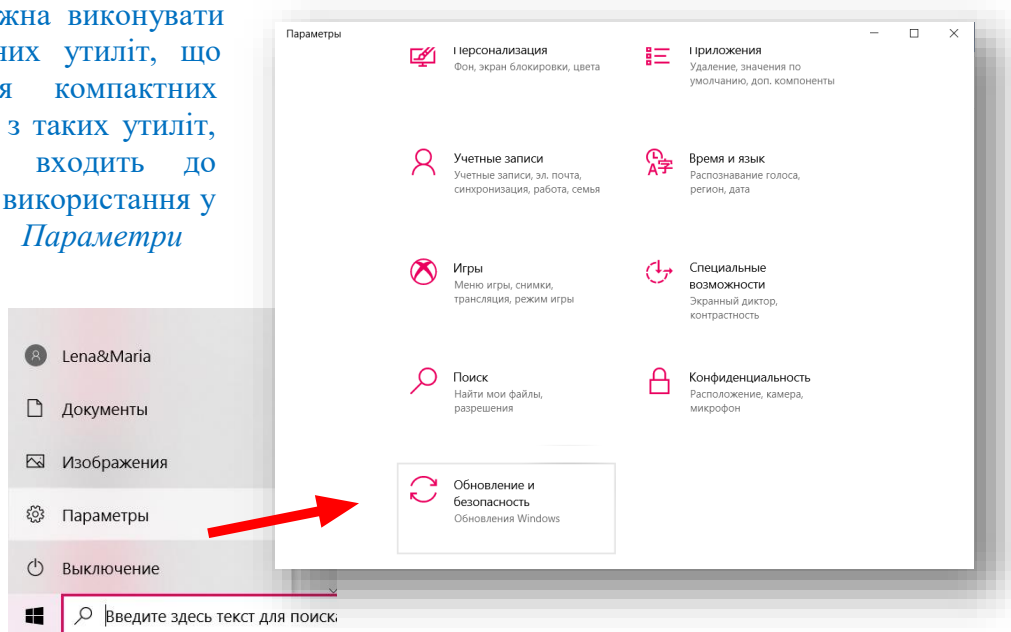 жна виконувати
них утиліт, що
я компактних
з таких утиліт,
входить до
використання у
Параметри
Параметры
Персонализация
Фон, экран блокировки, цвета
Приложения
Удаление, значения по
умолчанию, доп. компоненты
Учетные записи
Учетные записи, эл. почта,
синхронизация, работа, семья
Время и язык
Распознавание голоса,
регион, дата
Игры
Меню игры, снимки,
трансляция, режим игры
Специальные
возможности
Экранный диктор,
контрастность
Поиск
Найти мои файлы,
разрешения
Конфиденциальность
Расположение, камера,
микрофон
Обновление и
безопасность
Обновления Windows
Lena&Maria
Документы
Изображения
Параметры
Выключение
Введите здесь текст для поиска